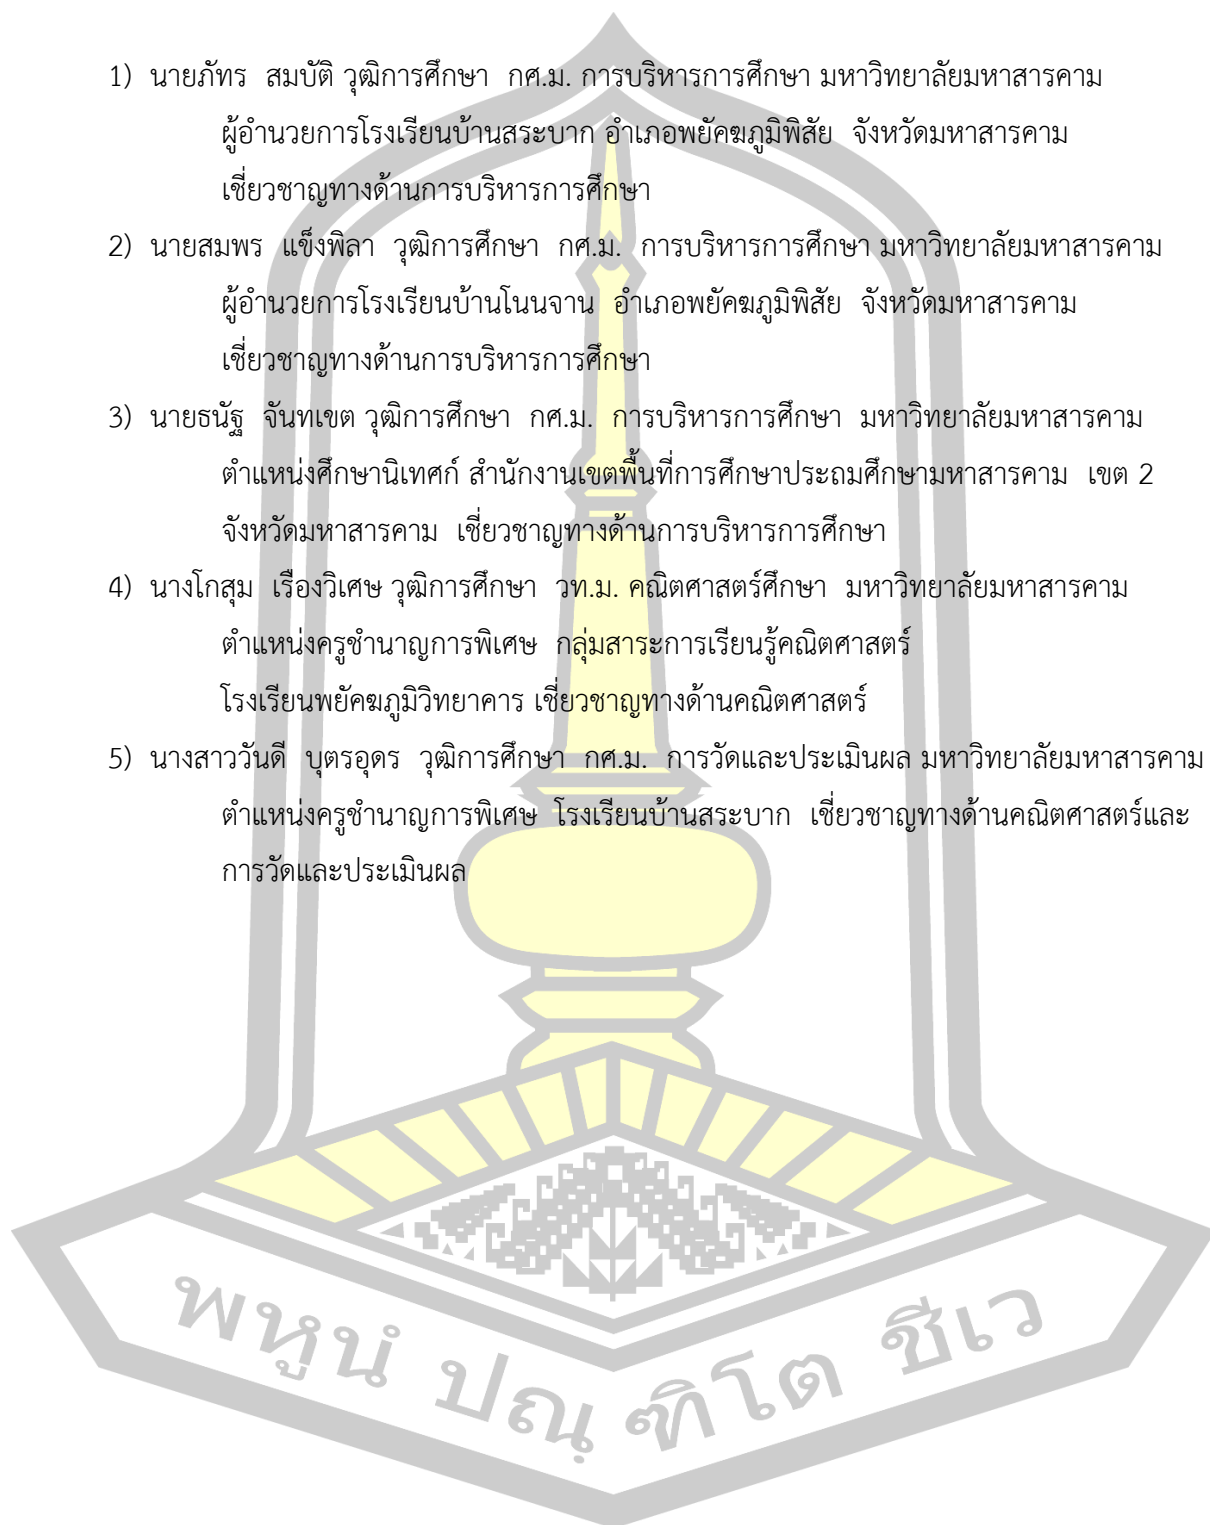 1) นายภัทร สมบัติ วุฒิการศึกษา กศ.ม. การบริหารการศึกษา มหาวิทยาลัยมหาสารคาม
ผู้อำนวยการโรงเรียนบ้านสระบาก อำเภอพยัคฆภูมิพิสัย จังหวัดมหาสารคาม
เชี่ยวชาญทางด้านการบริหารการศึกษา
2) นายสมพร แข็งพิลา วุฒิการศึกษา กศ.ม. การบริหารการศึกษา มหาวิทยาลัยมหาสารคาม
ผู้อำนวยการโรงเรียนบ้านโนนจาน อำเภอพยัคฆภูมิพิสัย จังหวัดมหาสารคาม
เชี่ยวชาญทางด้านการบริหารการศึกษา
3) นายธนัฐ จันทเขต วุฒิการศึกษา กศ.ม. การบริหารการศึกษา มหาวิทยาลัยมหาสารคาม
ตำแหน่งศึกษานิเทศก์ สำนักงานเขตพื้นที่การศึกษาประถมศึกษามหาสารคาม เขต 2
จังหวัดมหาสารคาม เชี่ยวชาญทางด้านการบริหารการศึกษา
4) นางโกสุม เรืองวิเศษ วุฒิการศึกษา วท.ม. คณิตศาสตร์ศึกษา มหาวิทยาลัยมหาสารคาม
ตำแหน่งครูชำนาญการพิเศษ กลุ่มสาระการเรียนรู้คณิตศาสตร์
โรงเรียนพยัคฆภูมิวิทยาคาร เชี่ยวชาญทางด้านคณิตศาสตร์
5) นางสาววันดี บุตรอุดร วุฒิการศึกษา กศ.ม. การวัดและประเมินผล มหาวิทยาลัยมหาสารคาม
ตำแหน่งครูชำนาญการพิเศษ โรงเรียนบ้านสระบาก เชี่ยวชาญทางด้านคณิตศาสตร์และ
การวัดและประเมินผล
พหูนํ ปณฺ ฑิโต ชีเว